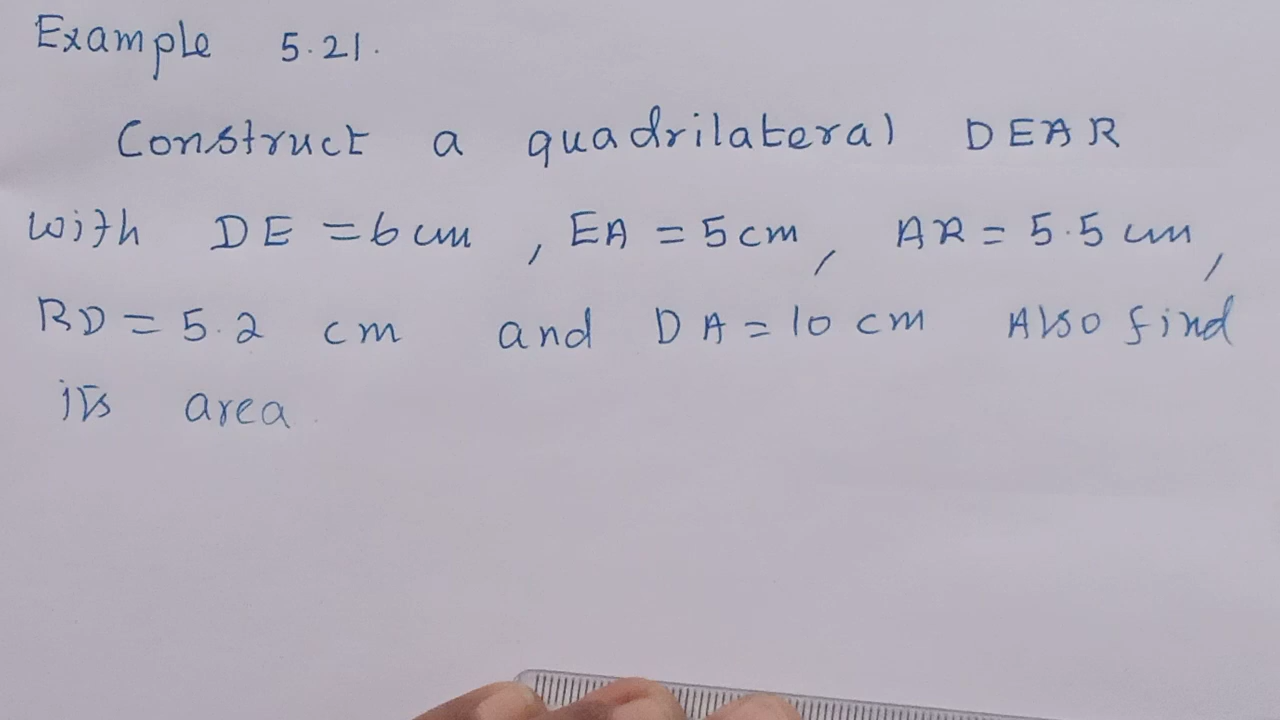 Example 5.21.
Construct a quadrilateral DEAR
with DE = 6 cm, EA = 5 cm, AR = 5.5 cm,
RD = 5.2 cm and DA = 10 cm Also find
its area.